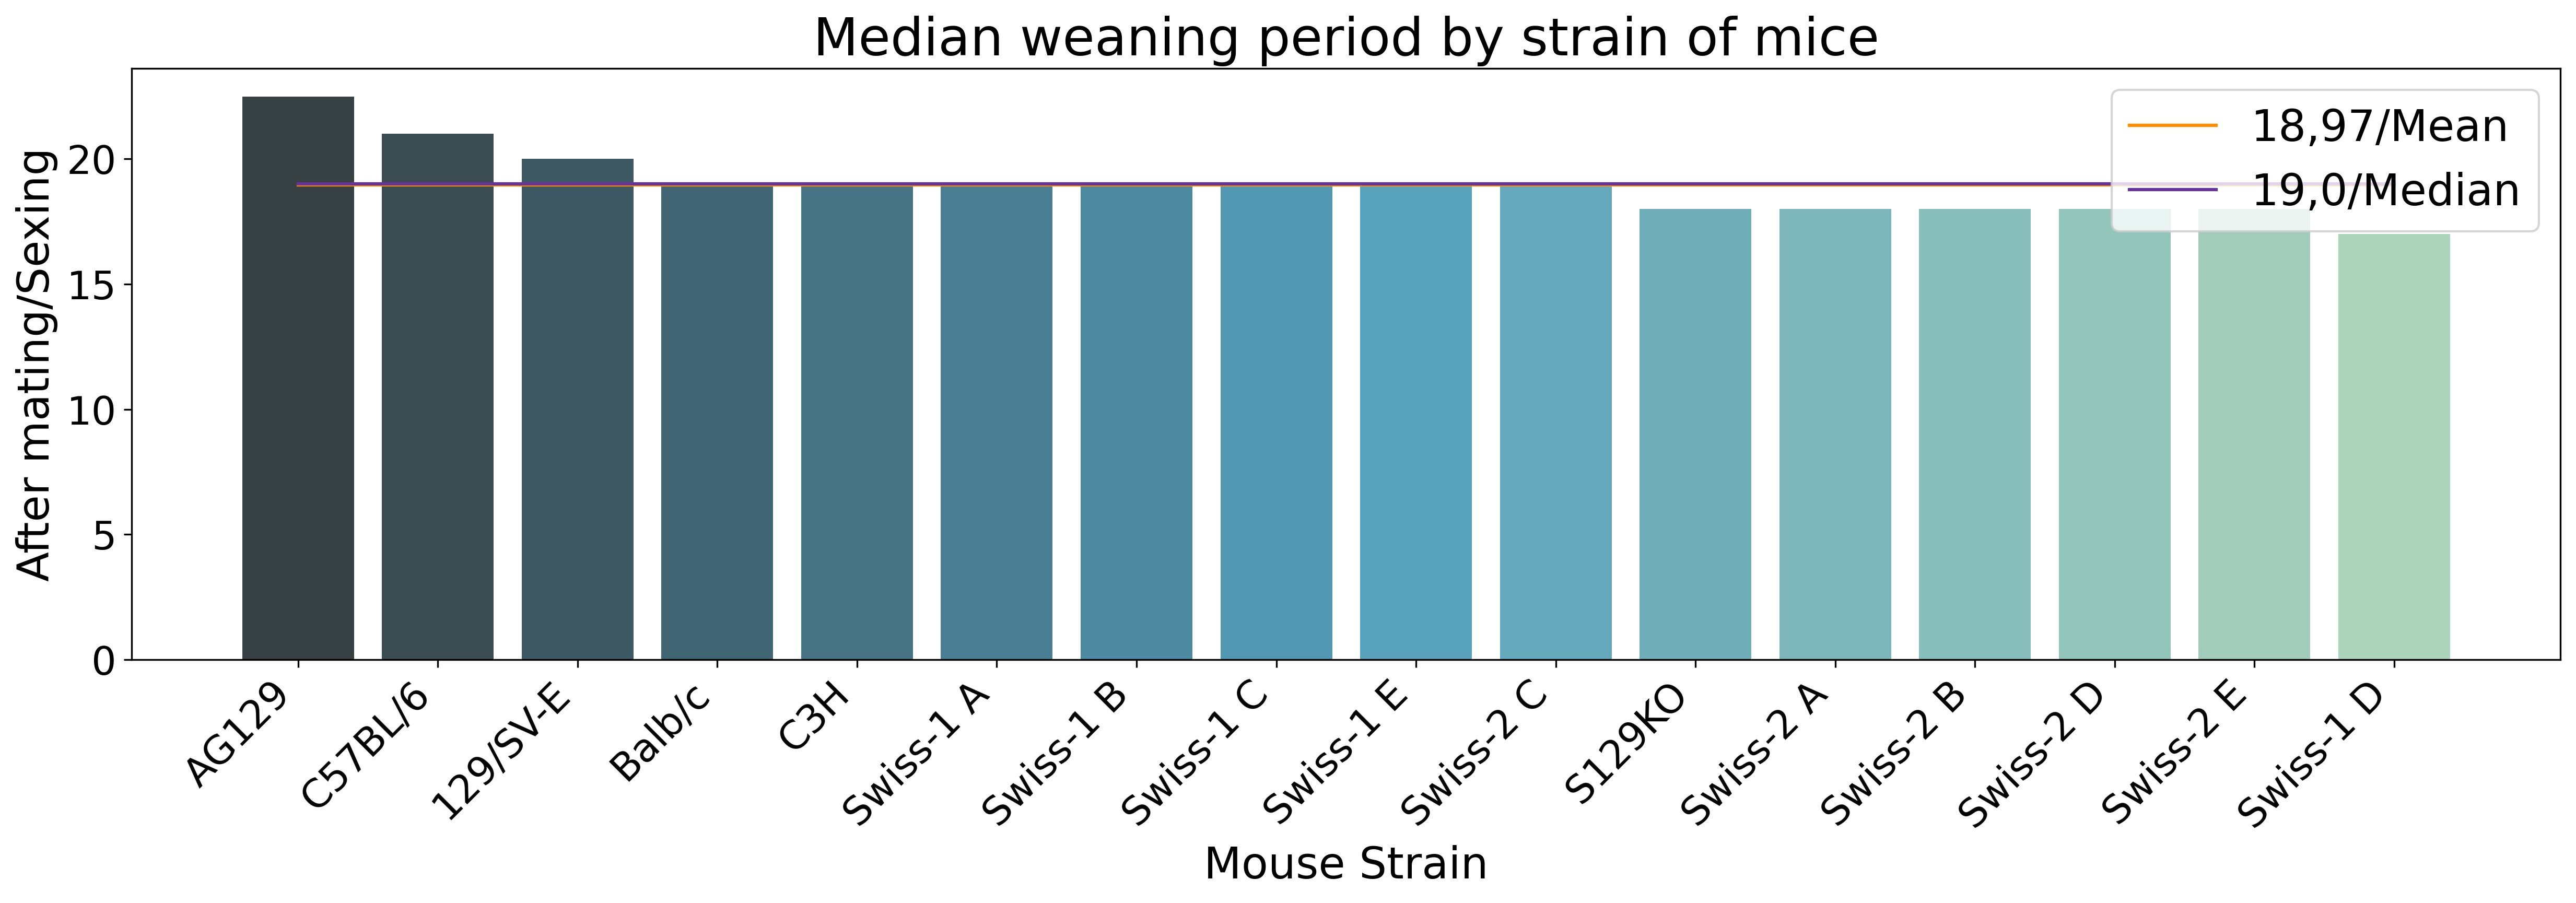 Median weaning period by strain of mice
After mating/Sexing
20
15
10
5
0
18,97/Mean
19,0/Median
AG129
C57BL/6
129/SV-E
Balb/c
C3H
Swiss-1 A
Swiss-1 B
Swiss-1 C
Swiss-1 E
Swiss-2 C
S129KO
Swiss-2 A
Swiss-2 B
Swiss-2 D
Swiss-2 E
Swiss-1 D
Mouse Strain